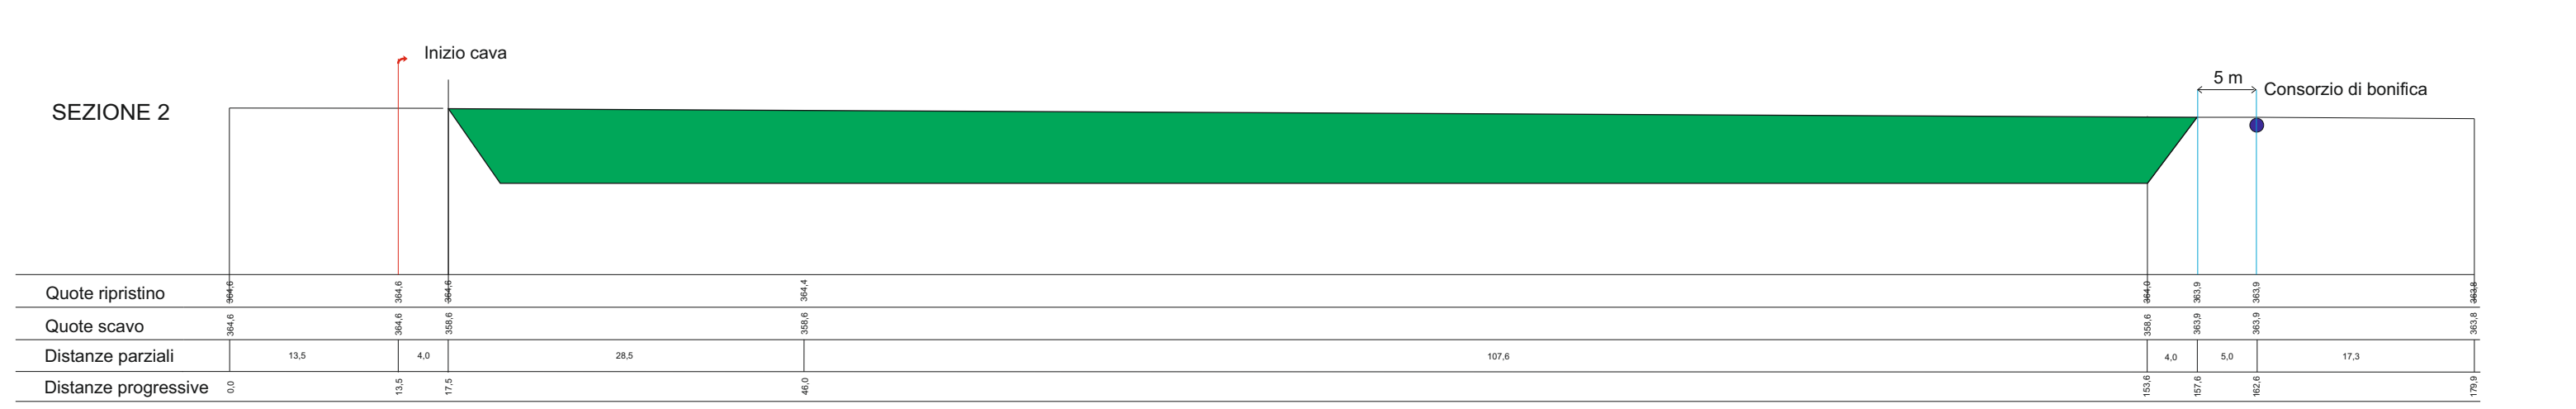 Inizio cava
5 m
Consorzio di bonifica
SEZIONE 2
Quote ripristino 364,6 364,6 364,6 364,4 364,0 363,9 363,9 363,8
Quote scavo 364,6 364,6 358,6 358,6 358,6 363,9 363,9 363,8
Distanze parziali 13,5 4,0 28,5 107,6 4,0 5,0 17,3
Distanze progressive 0,0 13,5 17,5 46,0 153,6 157,6 162,6 179,9